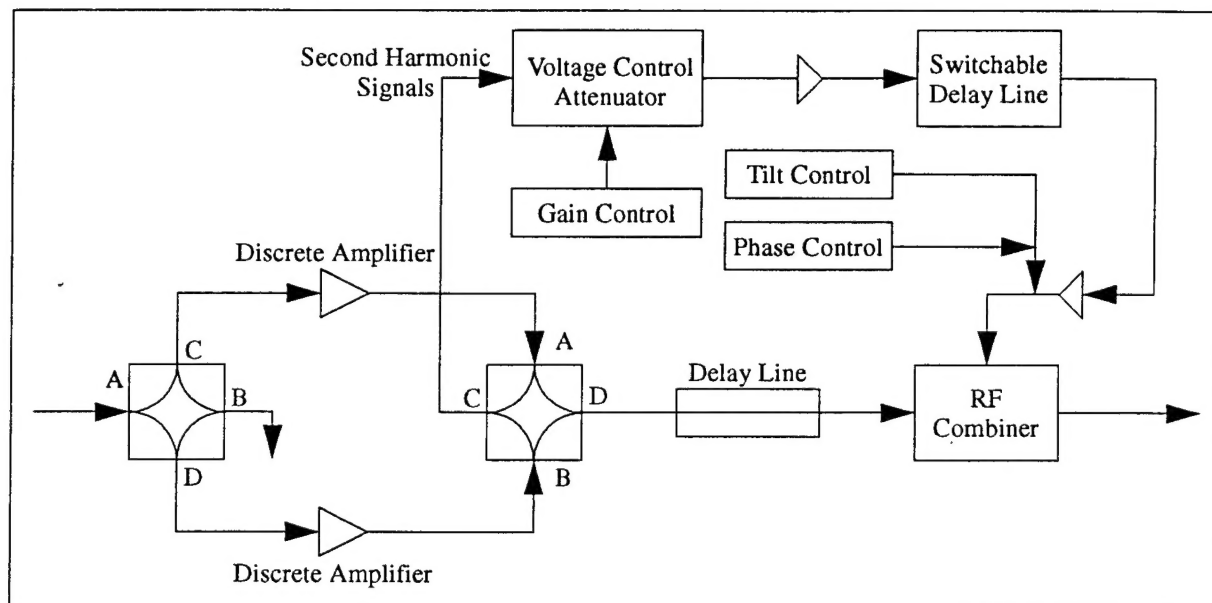 Second Harmonic
Signals
Voltage Control
Attenuator
Switchable
Delay Line
Tilt Control
Gain Control
Phase Control
Discrete Amplifier
C
A
B
D
A
C
D
B
Delay Line
RF
Combiner
Discrete Amplifier